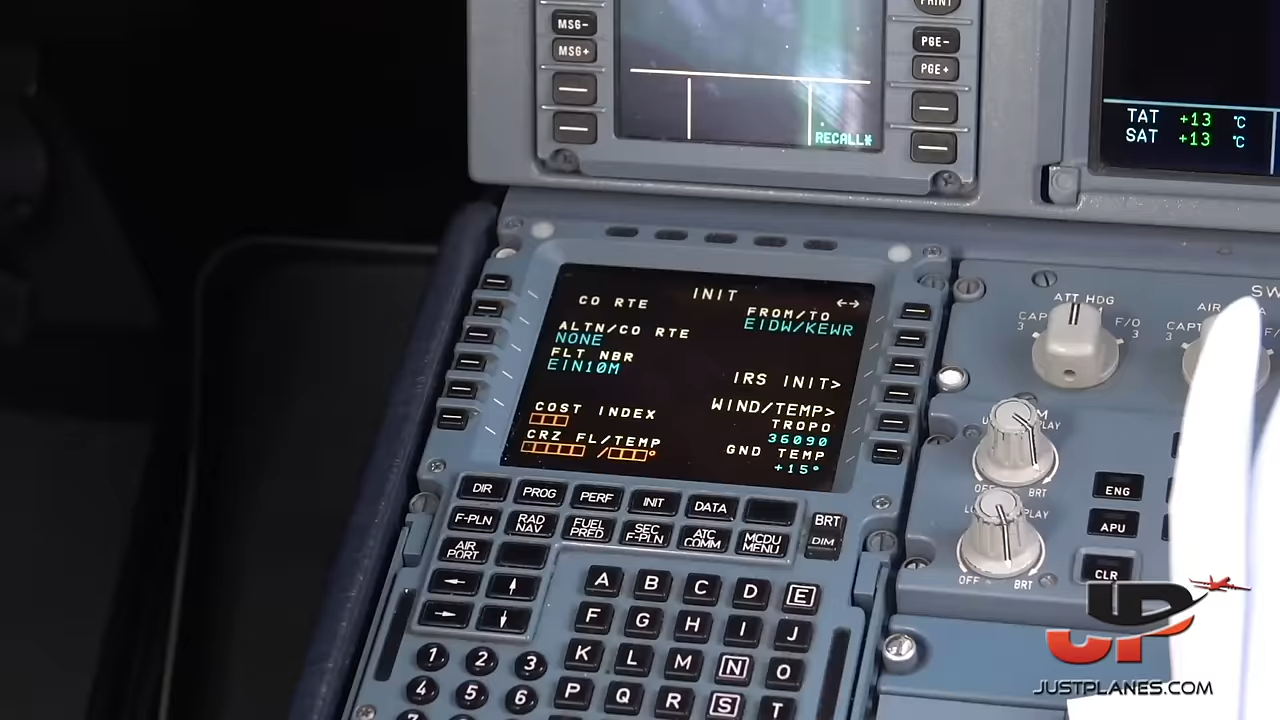 PRINT
MSG-
MSG+
PGE-
PGE+
RECALL*
TAT +13 °C
SAT +13 °C
INIT
CO RTE
FROM/TO
EIDW/KEWR
ALTN/CO RTE
NONE
FLT NBR
EIN10M
IRS INIT>
WIND/TEMP>
COST INDEX
TROPO
36090
CRZ FL/TEMP
/ °
GND TEMP
+15°
DIR PROG PERF INIT DATA
F-PLN RAD NAV FUEL PRED SEC F-PLN ATC COMM MCDU MENU
BRT
DIM
AIR PORT
A B C D E
F G H I J
K L M N O
P Q R S T
1 2 3
4 5 6
ATT HDG
CAPT F/O
3 3
AIR
CAPT
3
OFF BRT
OFF BRT
ENG
APU
CLR
JP
JUSTPLANES.COM